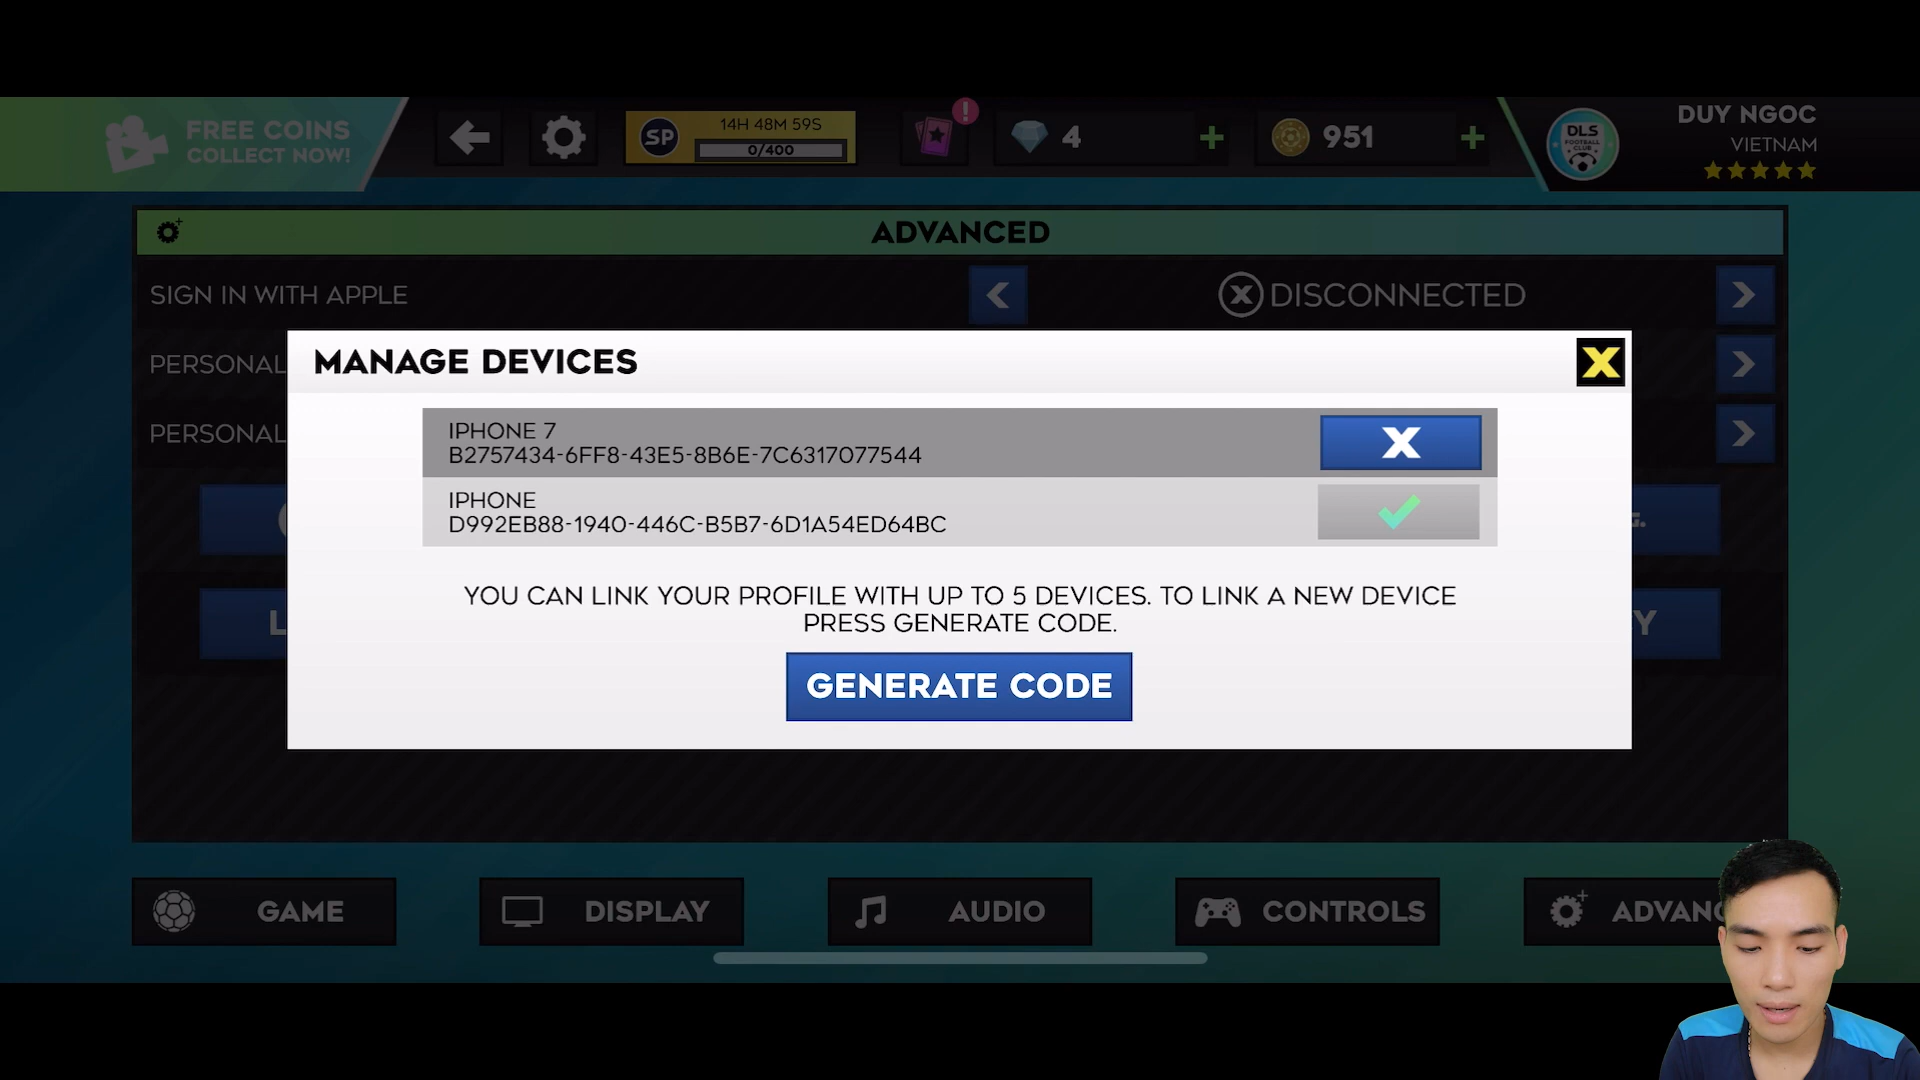 FREE COINS
COLLECT NOW!
SP
14H 48M 59S
0/400
!
4
951
DLS
FOOTBALL
CLUB
DUY NGOC
VIETNAM
ADVANCED
SIGN IN WITH APPLE
DISCONNECTED
PERSONAL
PERSONAL
MANAGE DEVICES
X
IPHONE 7
B2757434-6FF8-43E5-8B6E-7C6317077544
X
IPHONE
D992EB88-1940-446C-B5B7-6D1A54ED64BC
YOU CAN LINK YOUR PROFILE WITH UP TO 5 DEVICES. TO LINK A NEW DEVICE
PRESS GENERATE CODE.
GENERATE CODE
L
Y
GAME
DISPLAY
AUDIO
CONTROLS
ADVANC